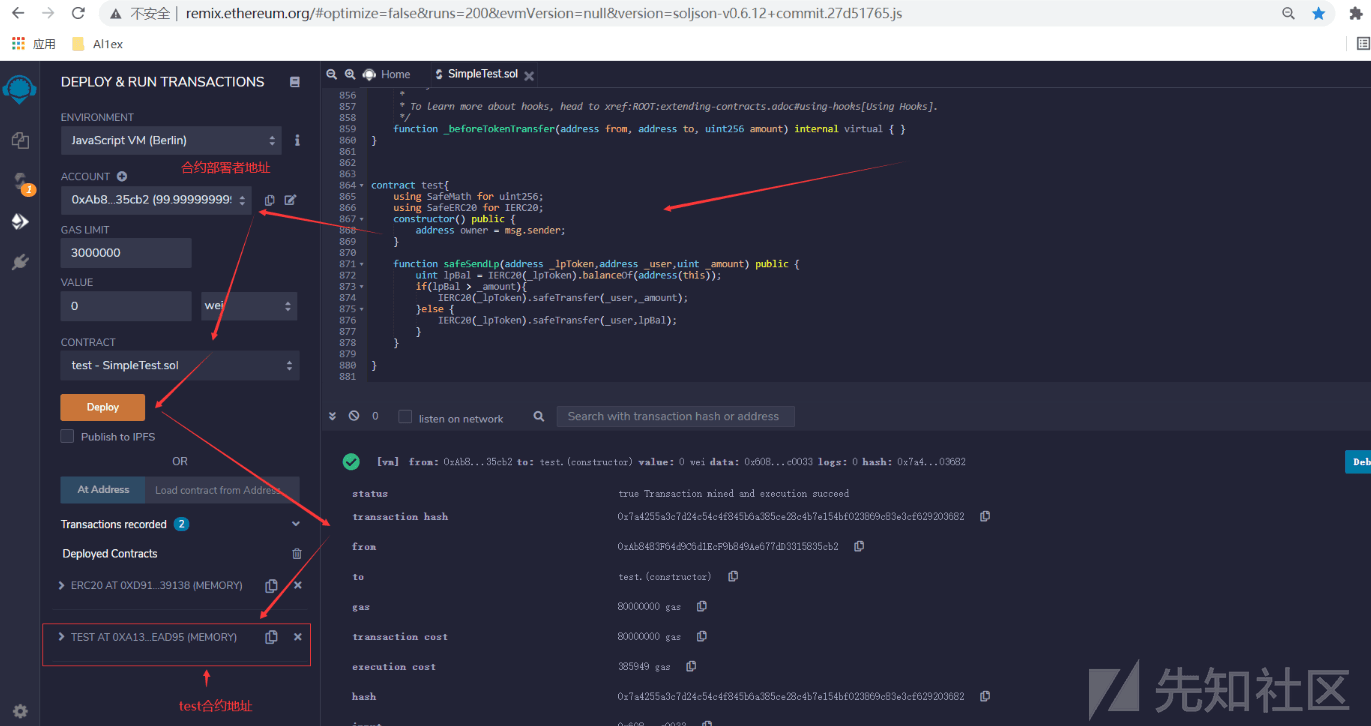 不安全 | remix.ethereum.org/#optimize=false&runs=200&evmVersion=null&version=soljson-v0.6.12+commit.27d51765.js
应用 Al1ex
DEPLOY & RUN TRANSACTIONS
ENVIRONMENT
JavaScript VM (Berlin)
合约部署者地址
ACCOUNT
1
0xAb8...35cb2 (99.999999999
GAS LIMIT
3000000
VALUE
0 wei
CONTRACT
test - SimpleTest.sol
Deploy
Publish to IPFS
OR
At Address Load contract from Address
Transactions recorded 2
Deployed Contracts
ERC20 AT 0XD91...39138 (MEMORY)
TEST AT 0XA13...EAD95 (MEMORY)
test合约地址
Home SimpleTest.sol
856 *
857 * To learn more about hooks, head to xref:ROOT:extending-contracts.adoc#using-hooks[Using Hooks].
858 */
859 function _beforeTokenTransfer(address from, address to, uint256 amount) internal virtual { }
860 }
861
862
863
864 contract test{
865 using SafeMath for uint256;
866 using SafeERC20 for IERC20;
867 constructor() public {
868 address owner = msg.sender;
869 }
870
871 function safeSendLp(address _lpToken,address _user,uint _amount) public {
872 uint lpBal = IERC20(_lpToken).balanceOf(address(this));
873 if(lpBal > _amount){
874 IERC20(_lpToken).safeTransfer(_user,_amount);
875 }else {
876 IERC20(_lpToken).safeTransfer(_user,lpBal);
877 }
878 }
879
880 }
881
0 listen on network Search with transaction hash or address
[vm] from: 0xAb8...35cb2 to: test.(constructor) value: 0 wei data: 0x608...c0033 logs: 0 hash: 0x7a4...03682
Deb
status true Transaction mined and execution succeed
transaction hash 0x7a4255a3c7d24c54c4f845b6a385ce28c4b7e154bf023869c83e3cf629203682
from 0xAb8483F64d9C6d1EcF9b849Ae677dD3315835cb2
to test.(constructor)
gas 80000000 gas
transaction cost 80000000 gas
execution cost 385949 gas
hash 0x7a4255a3c7d24c54c4f845b6a385ce28c4b7e154bf023869c83e3cf629203682
input 0x608...c0033
先知社区